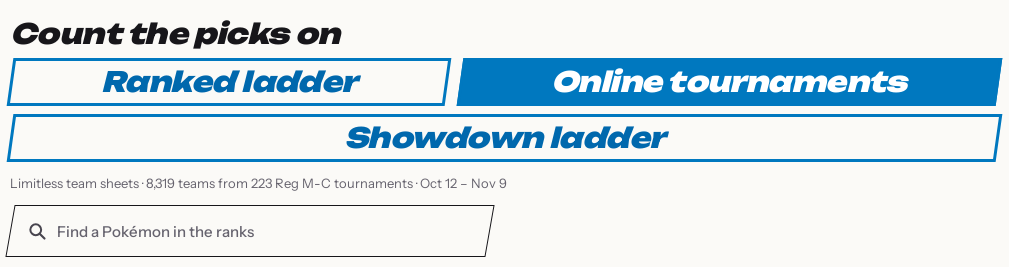 Count the picks on
Ranked ladder
Online tournaments
Showdown ladder
Limitless team sheets · 8,319 teams from 223 Reg M-C tournaments · Oct 12 – Nov 9
Find a Pokémon in the ranks